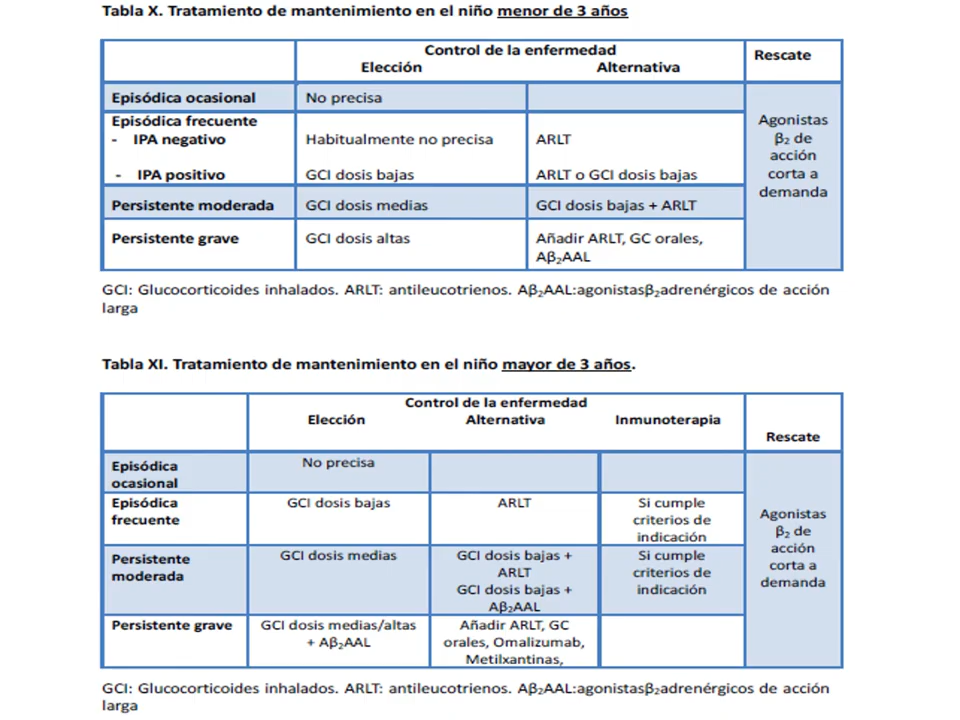 Tabla X. Tratamiento de mantenimiento en el niño menor de 3 años
Control de la enfermedad
Elección Alternativa
Rescate
Episódica ocasional No precisa
Episódica frecuente
- IPA negativo Habitualmente no precisa ARLT
- IPA positivo GCI dosis bajas ARLT o GCI dosis bajas
Persistente moderada GCI dosis medias GCI dosis bajas + ARLT
Persistente grave GCI dosis altas Añadir ARLT, GC orales,
Aβ₂AAL
Agonistas
β₂ de
acción
corta a
demanda
GCI: Glucocorticoides inhalados. ARLT: antileucotrienos. Aβ₂AAL:agonistasβ₂adrenérgicos de acción
larga
Tabla XI. Tratamiento de mantenimiento en el niño mayor de 3 años.
Control de la enfermedad
Elección Alternativa Inmunoterapia
Rescate
Episódica No precisa
ocasional
Episódica GCI dosis bajas ARLT Si cumple
frecuente criterios de
indicación
Persistente GCI dosis medias GCI dosis bajas + Si cumple
moderada ARLT criterios de
GCI dosis bajas + indicación
Aβ₂AAL
Persistente grave GCI dosis medias/altas Añadir ARLT, GC
+ Aβ₂AAL orales, Omalizumab,
Metilxantinas,
Agonistas
β₂ de
acción
corta a
demanda
GCI: Glucocorticoides inhalados. ARLT: antileucotrienos. Aβ₂AAL:agonistasβ₂adrenérgicos de acción
larga